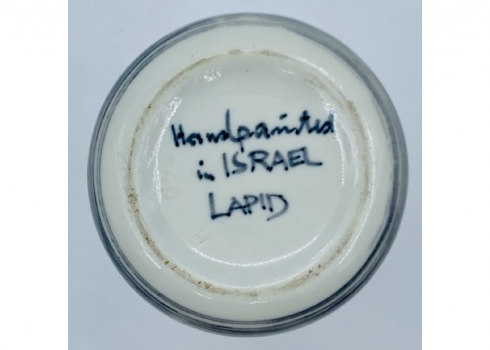 Handpainted
in ISRAEL
LAPID